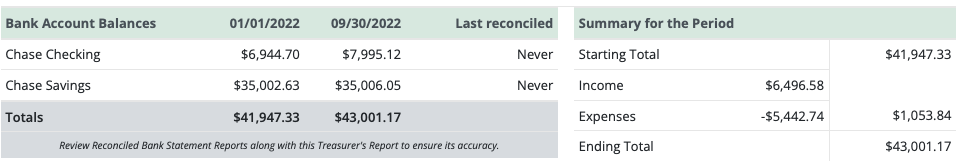 Bank Account Balances 01/01/2022 09/30/2022 Last reconciled
Chase Checking $6,944.70 $7,995.12 Never
Chase Savings $35,002.63 $35,006.05 Never
Totals $41,947.33 $43,001.17
Review Reconciled Bank Statement Reports along with this Treasurer's Report to ensure its accuracy.
Summary for the Period
Starting Total $41,947.33
Income $6,496.58
Expenses -$5,442.74 $1,053.84
Ending Total $43,001.17